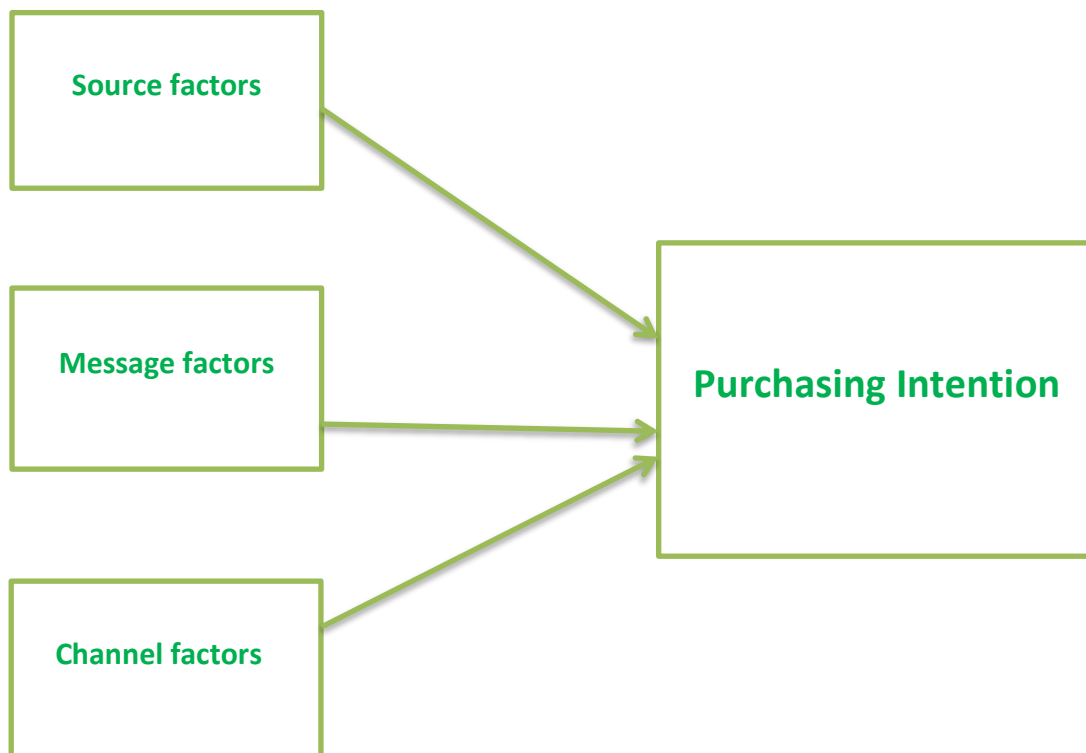 Source factors
Message factors
Purchasing Intention
Channel factors